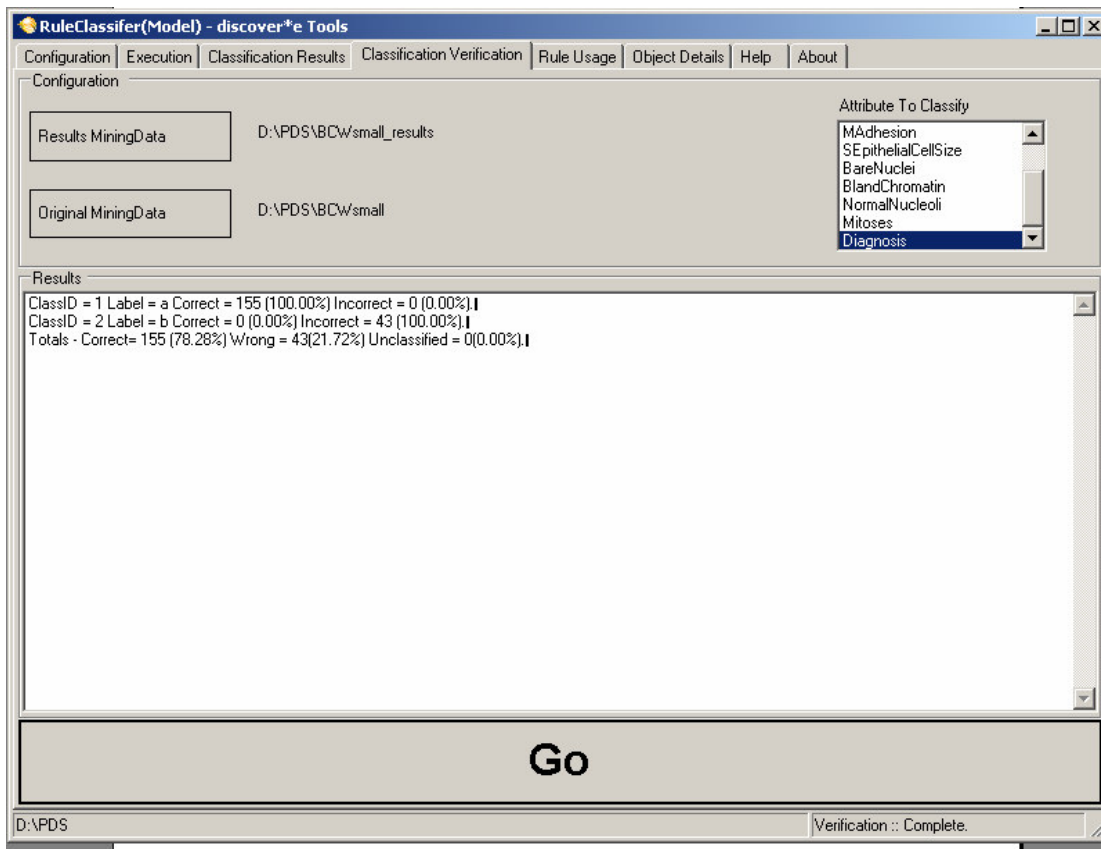 RuleClassifer(Model) - discover*e Tools
Configuration Execution Classification Results Classification Verification Rule Usage Object Details Help About
Configuration
Results MiningData D:\PDS\BCWsmall_results
Original MiningData D:\PDS\BCWsmall
Attribute To Classify
MAdhesion
SEpithelialCellSize
BareNuclei
BlandChromatin
NormalNucleoli
Mitoses
Diagnosis
Results
ClassID = 1 Label = a Correct = 155 (100.00%) Incorrect = 0 (0.00%).
ClassID = 2 Label = b Correct = 0 (0.00%) Incorrect = 43 (100.00%).
Totals - Correct= 155 (78.28%) Wrong = 43(21.72%) Unclassified = 0(0.00%).
Go
D:\PDS Verification :: Complete.